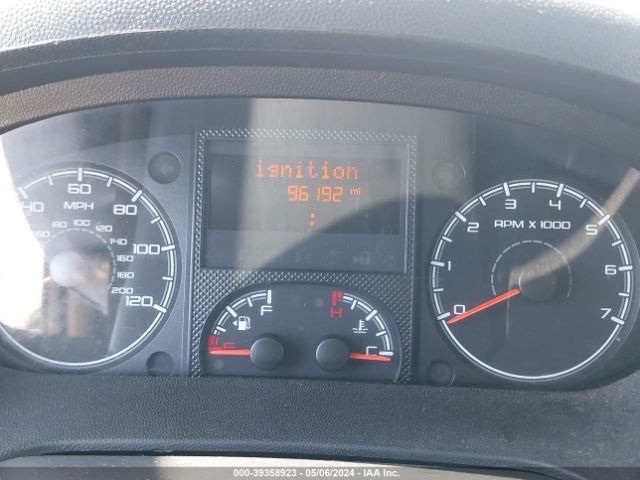 ignition
96192 mi
:
40 60 80 100 120
MPH
60 80 100 120 140 160 180 200
0 1 2 3 4 5 6 7
RPM X 1000
F
E
H
C
000-39358923 - 05/06/2024 - IAA Inc.